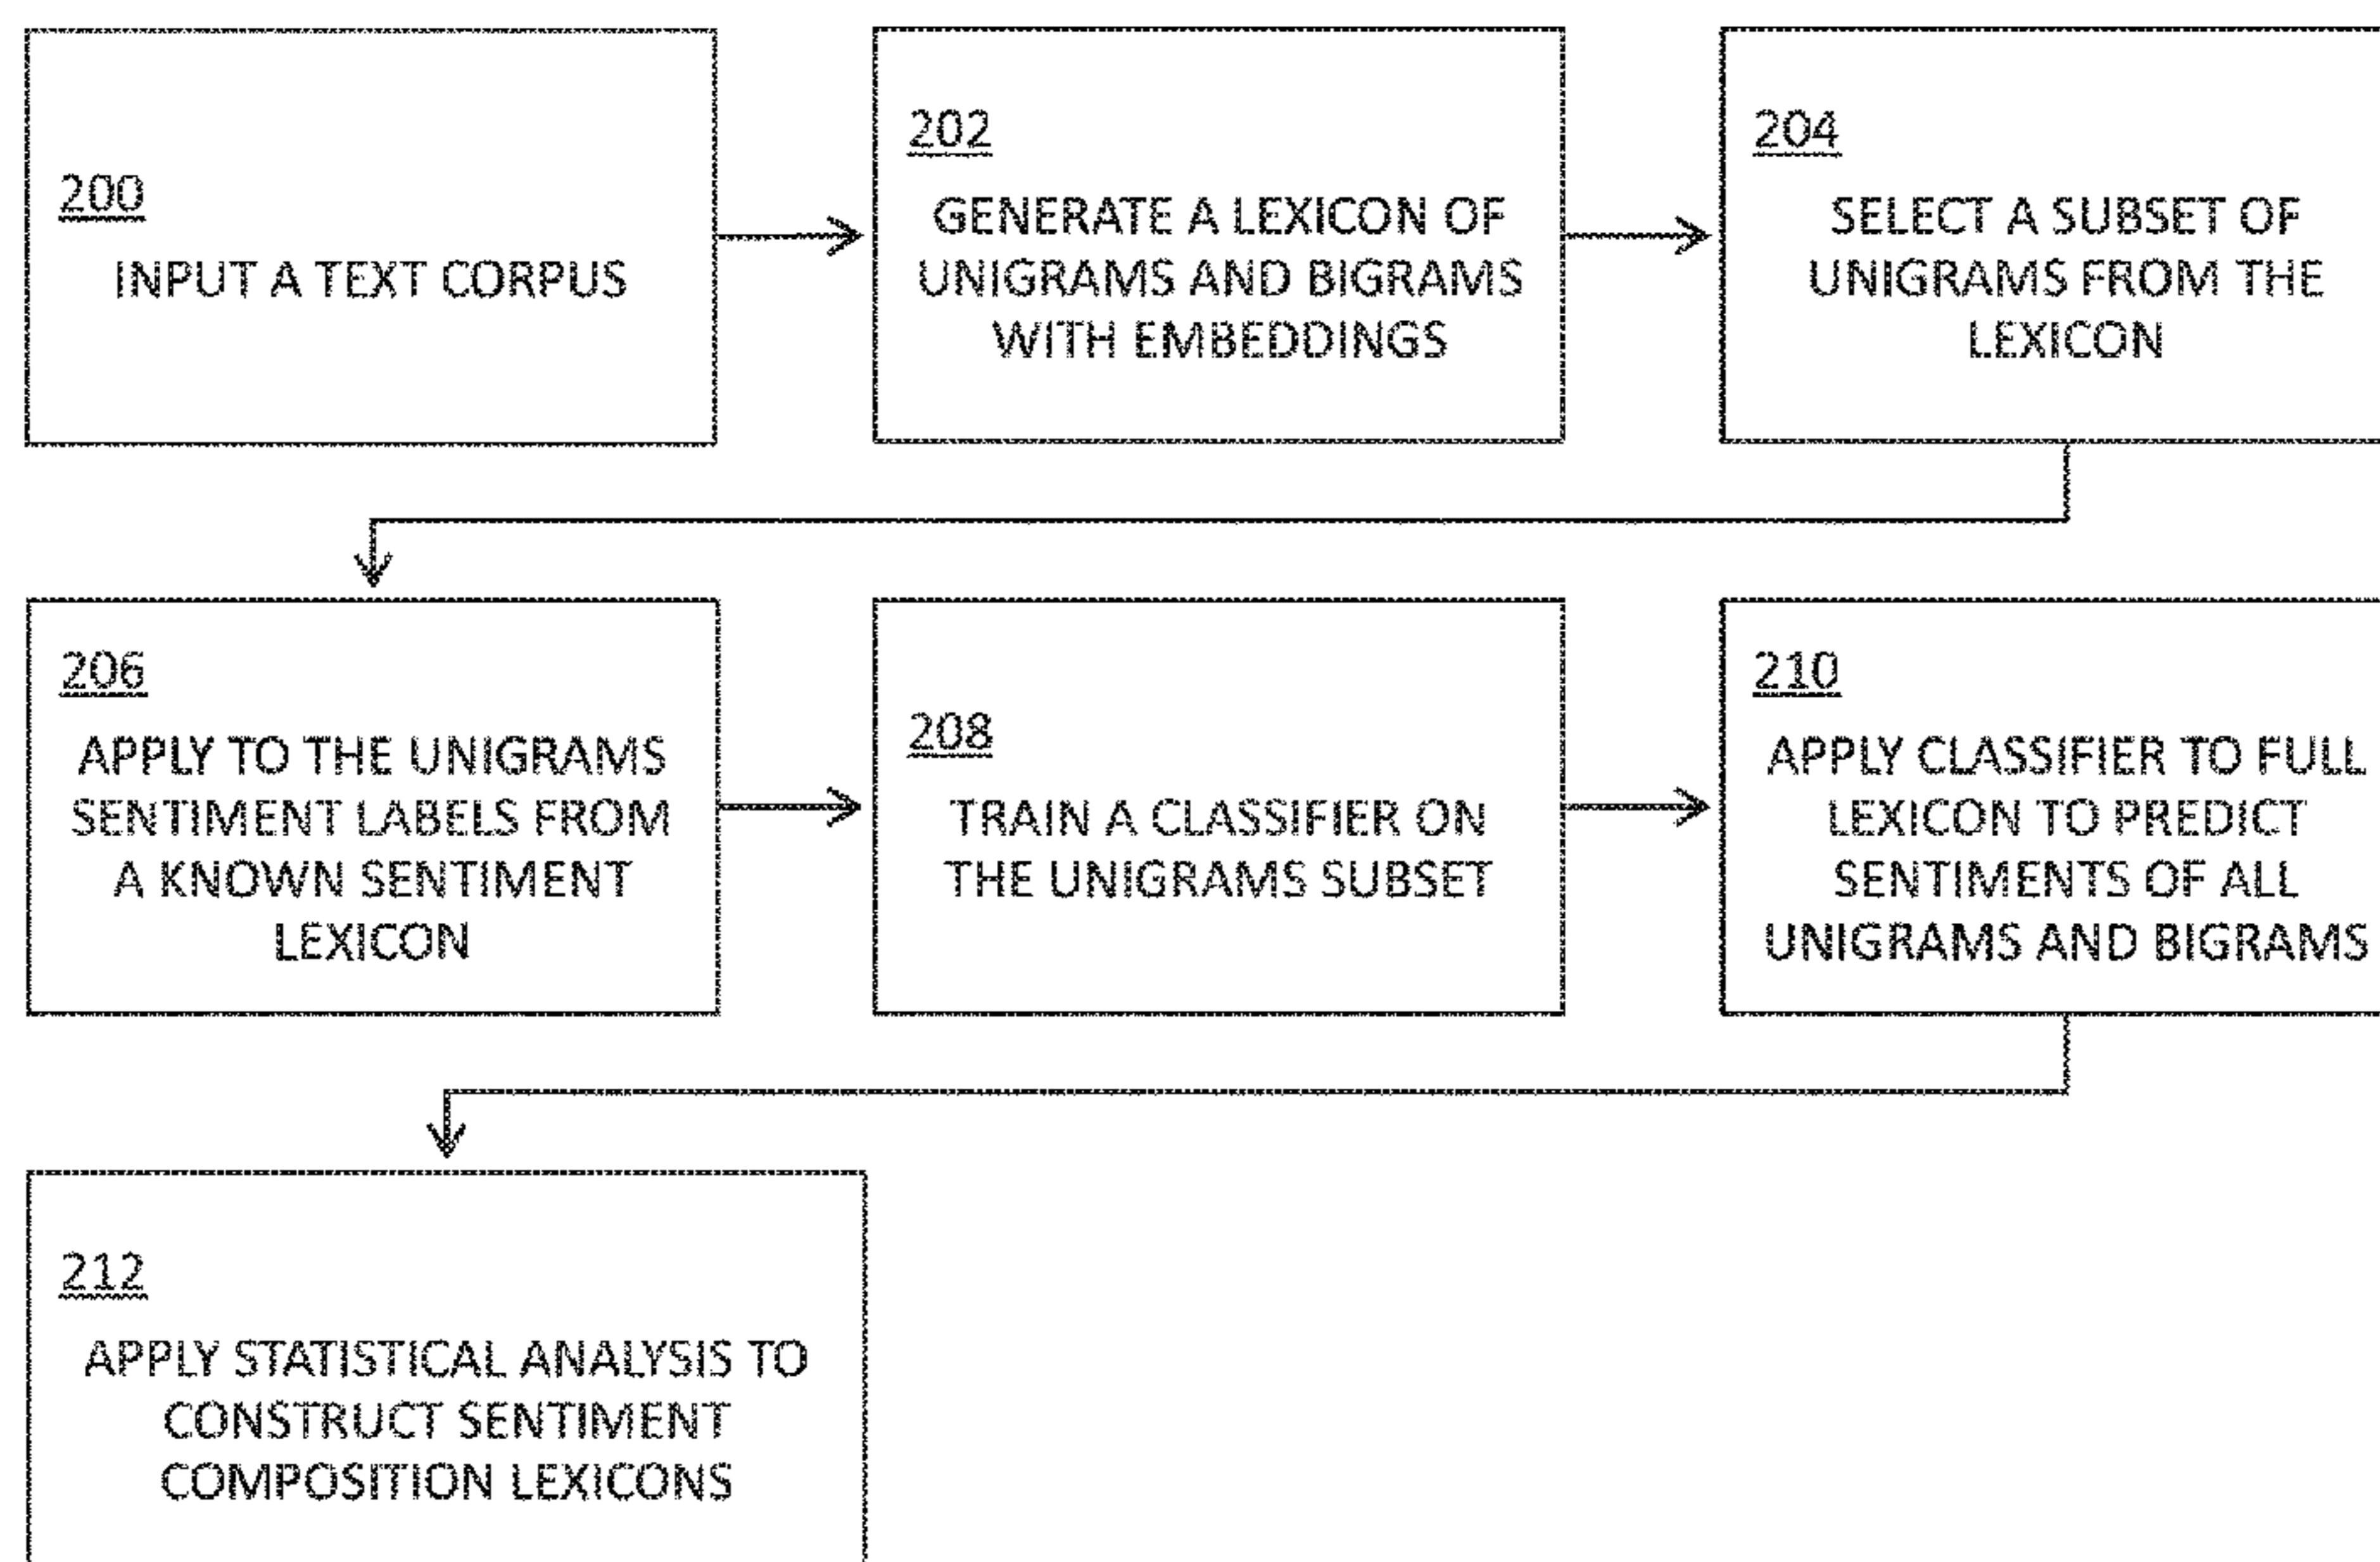 200
INPUT A TEXT CORPUS
202
GENERATE A LEXICON OF
UNIGRAMS AND BIGRAMS
WITH EMBEDDINGS
204
SELECT A SUBSET OF
UNIGRAMS FROM THE
LEXICON
206
APPLY TO THE UNIGRAMS
SENTIMENT LABELS FROM
A KNOWN SENTIMENT
LEXICON
208
TRAIN A CLASSIFIER ON
THE UNIGRAMS SUBSET
210
APPLY CLASSIFIER TO FULL
LEXICON TO PREDICT
SENTIMENTS OF ALL
UNIGRAMS AND BIGRAMS
212
APPLY STATISTICAL ANALYSIS TO
CONSTRUCT SENTIMENT
COMPOSITION LEXICONS